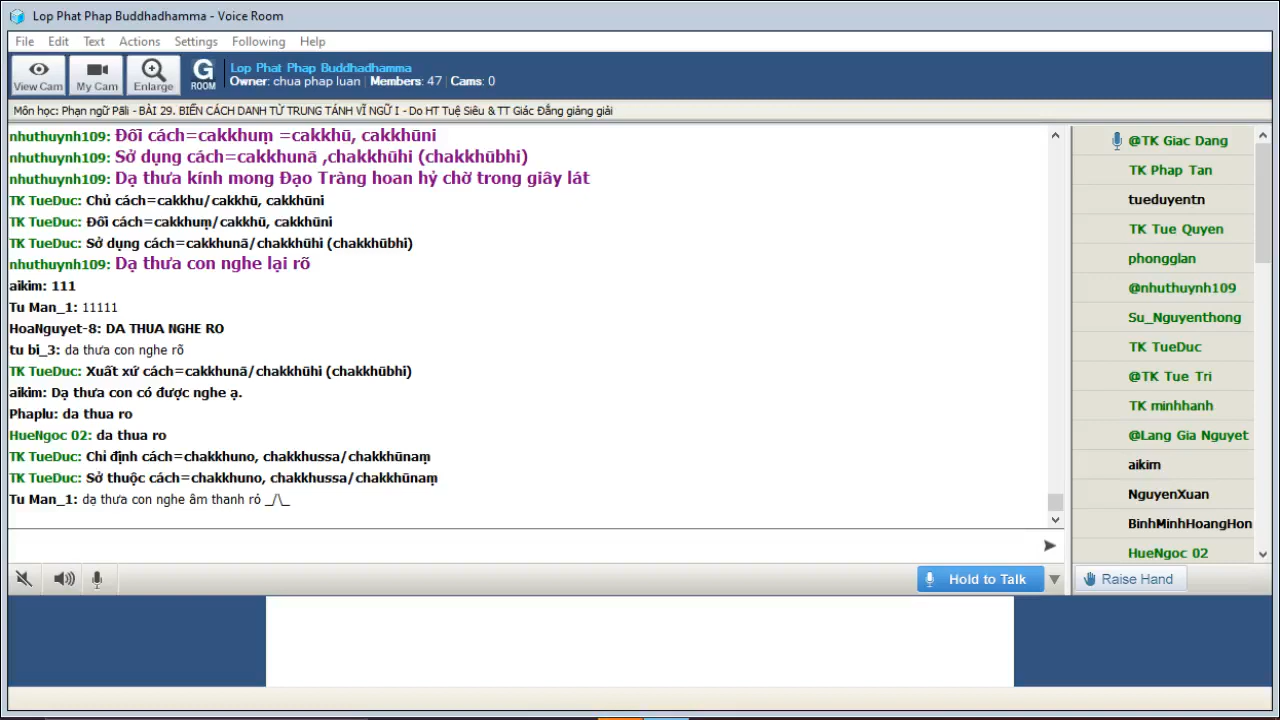 Lop Phat Phap Buddhadhamma - Voice Room
File Edit Text Actions Settings Following Help
View Cam My Cam Enlarge G ROOM
Lop Phat Phap Buddhadhamma
Owner: chua phap luan Members: 47 Cams: 0
Môn học: Phạn ngữ Pāli - BÀI 29. BIẾN CÁCH DANH TỪ TRUNG TÁNH VĨ NGỮ I - Do HT Tuệ Siêu & TT Giác Đẳng giảng giải
nhuthuynh109: Đối cách=cakkhuṃ =cakkhū, cakkhūni
nhuthuynh109: Sở dụng cách=cakkhunā ,chakkhūhi (chakkhūbhi)
nhuthuynh109: Dạ thưa kính mong Đạo Tràng hoan hỷ chờ trong giây lát
TK TueDuc: Chủ cách=cakkhu/cakkhū, cakkhūni
TK TueDuc: Đối cách=cakkhuṃ/cakkhū, cakkhūni
TK TueDuc: Sở dụng cách=cakkhunā/chakkhūhi (chakkhūbhi)
nhuthuynh109: Dạ thưa con nghe lại rõ
aikim: 111
Tu Man_1: 11111
HoaNguyet-8: DA THUA NGHE RO
tu bi_3: da thưa con nghe rõ
TK TueDuc: Xuất xứ cách=cakkhunā/chakkhūhi (chakkhūbhi)
aikim: Dạ thưa con có được nghe ạ.
Phaplu: da thua ro
HueNgoc 02: da thua ro
TK TueDuc: Chỉ định cách=chakkhuno, chakkhussa/chakkhūnaṃ
TK TueDuc: Sở thuộc cách=chakkhuno, chakkhussa/chakkhūnaṃ
Tu Man_1: dạ thưa con nghe âm thanh rỏ _/\_
Hold to Talk
@TK Giac Dang
TK Phap Tan
tueduyentn
TK Tue Quyen
phongglan
@nhuthuynh109
Su_Nguyenthong
TK TueDuc
@TK Tue Tri
TK minhhanh
@Lang Gia Nguyet
aikim
NguyenXuan
BinhMinhHoangHon
HueNgoc 02
Raise Hand